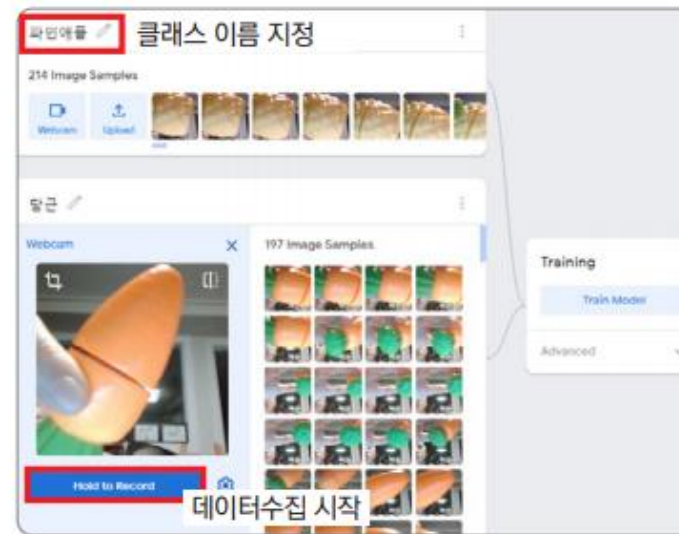 파인애플
클래스 이름 지정
214 Image Samples
Webcam
Upload
당근
Webcam
197 Image Samples
Hold to Record
데이터수집 시작
Training
Train Model
Advanced